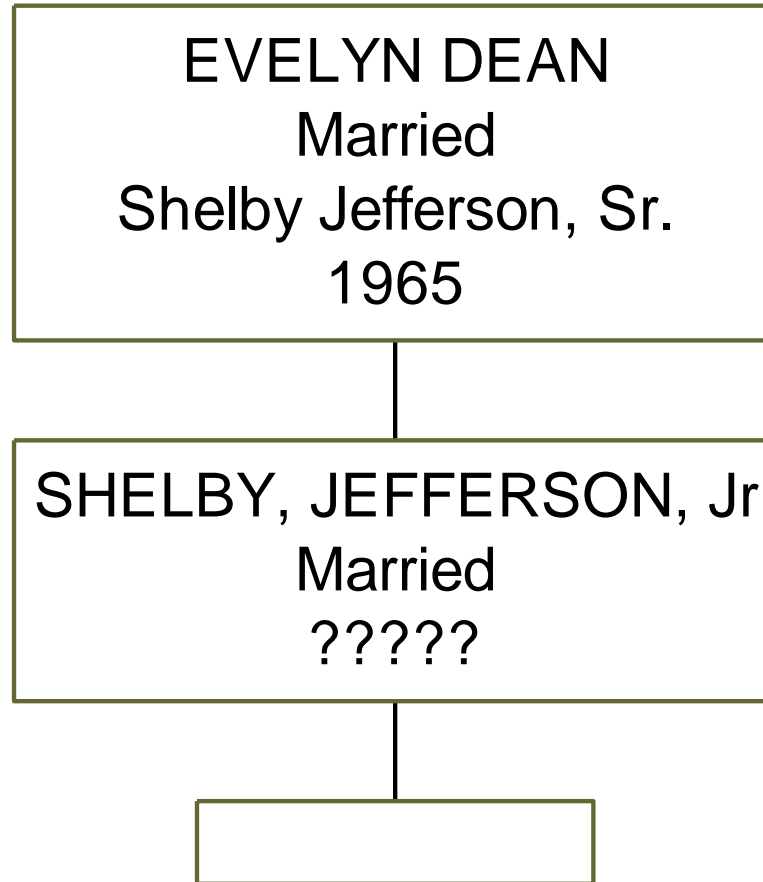 EVELYN DEAN
Married
Shelby Jefferson, Sr.
1965
SHELBY, JEFFERSON, Jr
Married
?????